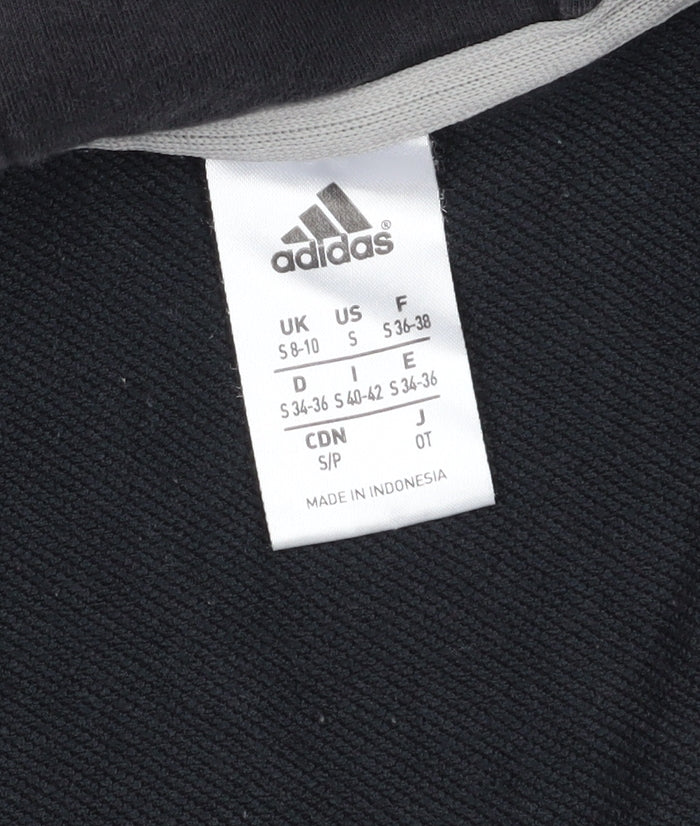 adidas®
UK US F
S 8-10 S S 36-38
D I E
S 34-36 S 40-42 S 34-36
CDN J
S/P OT
MADE IN INDONESIA